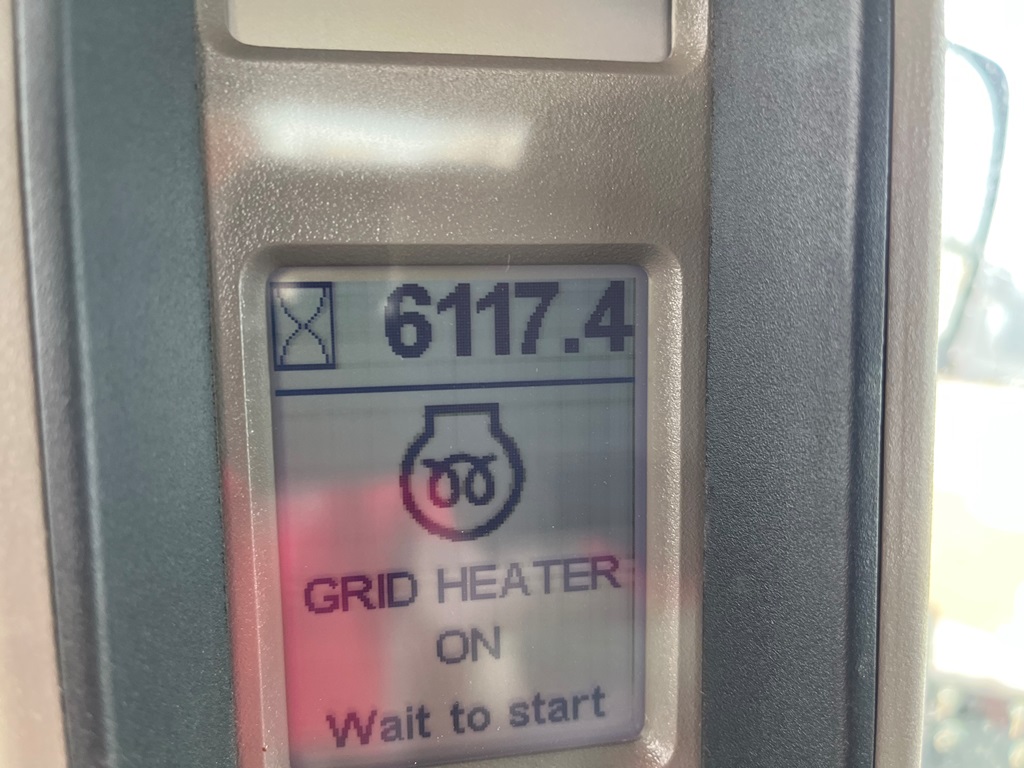 6117.4
GRID HEATER
ON
Wait to start